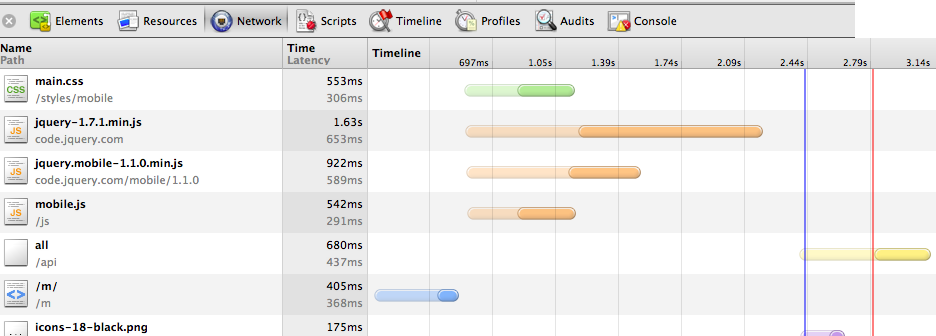 Elements Resources Network Scripts Timeline Profiles Audits Console
Name Time Timeline
Path Latency
697ms 1.05s 1.39s 1.74s 2.09s 2.44s 2.79s 3.14s
CSS main.css 553ms
/styles/mobile 306ms
JS jquery-1.7.1.min.js 1.63s
code.jquery.com 653ms
JS jquery.mobile-1.1.0.min.js 922ms
code.jquery.com/mobile/1.1.0 589ms
JS mobile.js 542ms
/js 291ms
all 680ms
/api 437ms
/m/ 405ms
/m 368ms
icons-18-black.png 175ms